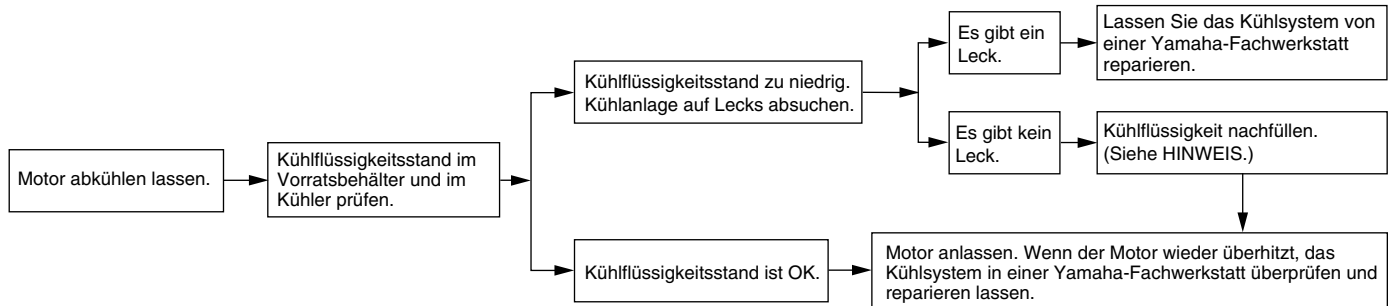 Motor abkühlen lassen.
Kühlflüssigkeitsstand im
Vorratsbehälter und im
Kühler prüfen.
Kühlflüssigkeitsstand zu niedrig.
Kühlanlage auf Lecks absuchen.
Es gibt ein
Leck.
Lassen Sie das Kühlsystem von
einer Yamaha-Fachwerkstatt
reparieren.
Es gibt kein
Leck.
Kühlflüssigkeit nachfüllen.
(Siehe HINWEIS.)
Kühlflüssigkeitsstand ist OK.
Motor anlassen. Wenn der Motor wieder überhitzt, das
Kühlsystem in einer Yamaha-Fachwerkstatt überprüfen und
reparieren lassen.